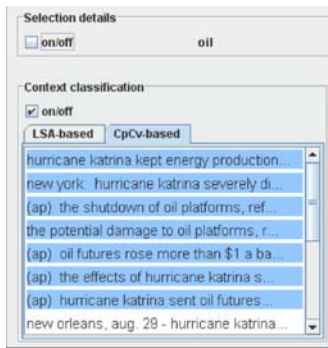 Selection details
on/off oil
Context classification
on/off
LSA-based CpCv-based
hurricane katrina kept energy production...
new york. hurricane katrina severely di...
(ap) the shutdown of oil platforms, ref...
the potential damage to oil platforms, r...
(ap) oil futures rose more than $1 a ba...
(ap) the effects of hurricane katrina s...
(ap) hurricane katrina sent oil futures...
new orleans, aug. 29 - hurricane katrina...